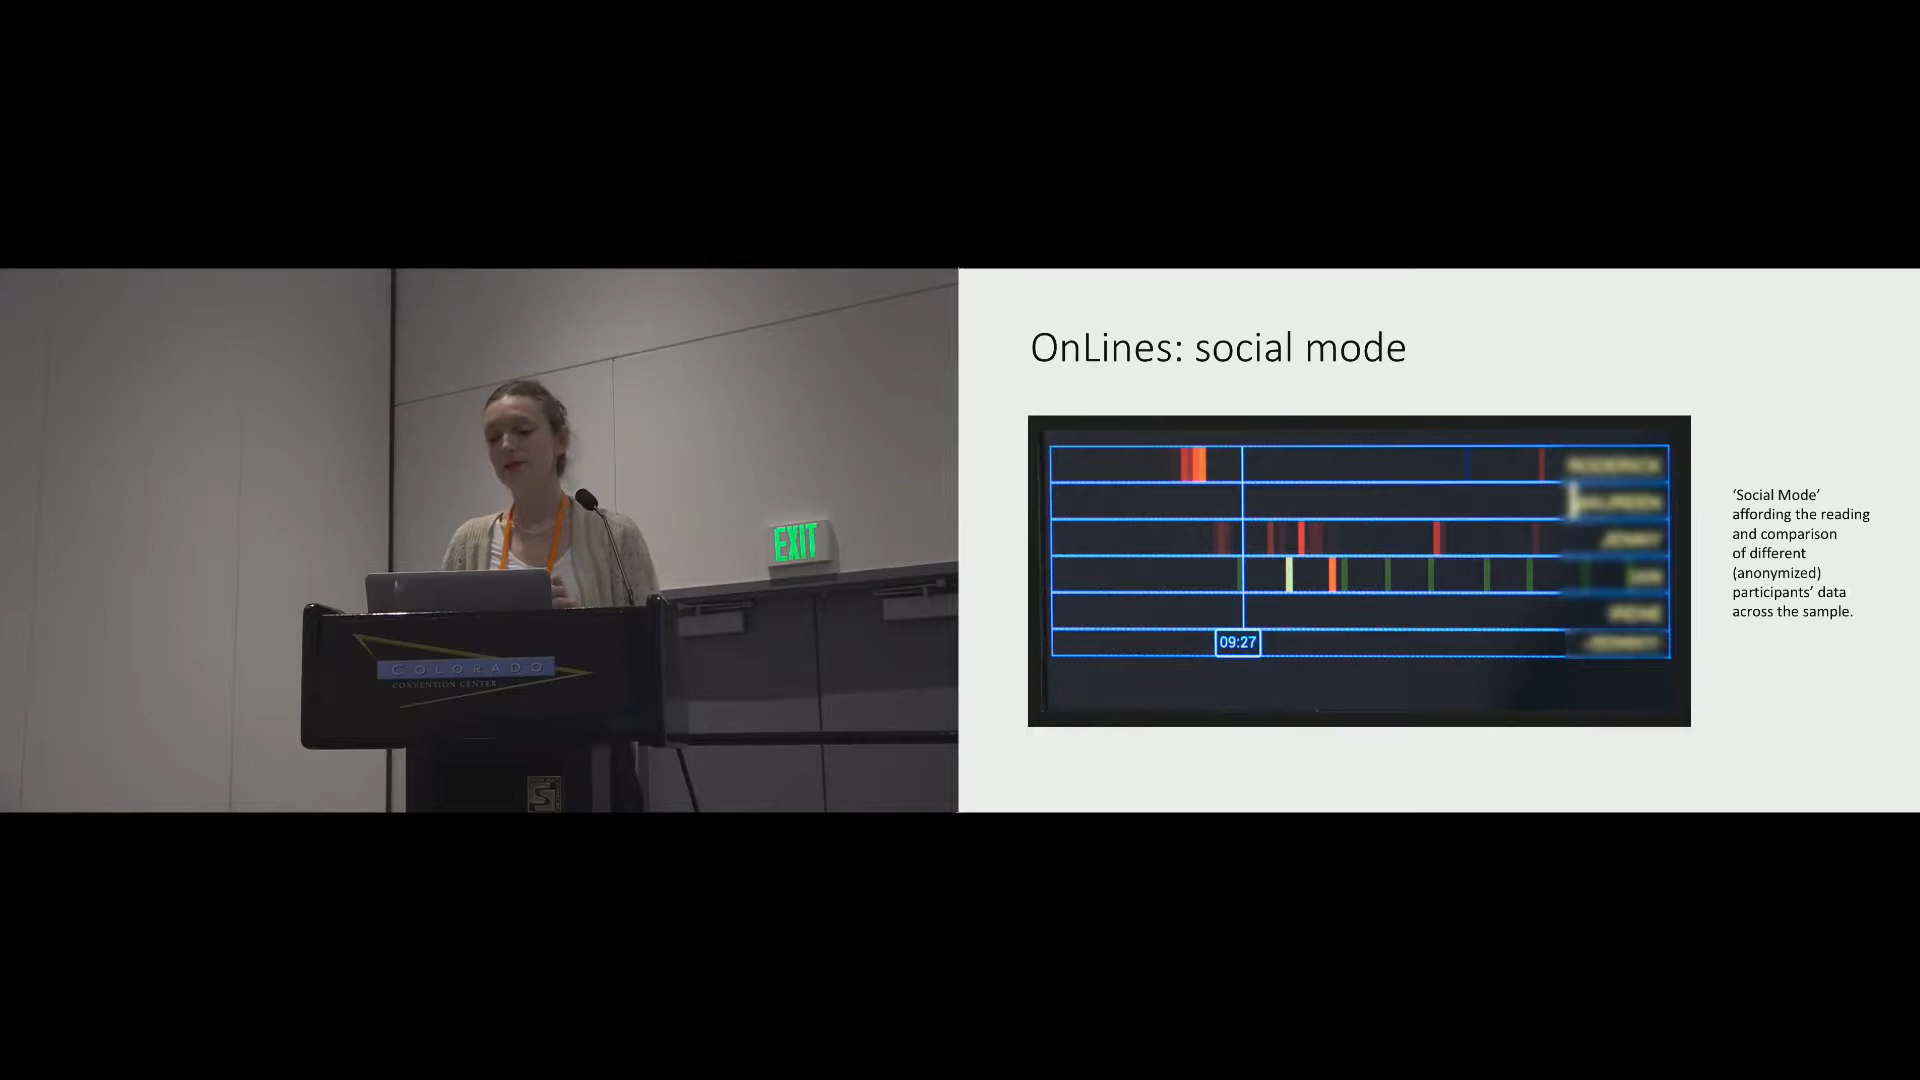 OnLines: social mode
‘Social Mode’
affording the reading
and comparison
of different
(anonymized)
participants’ data
across the sample.
09:27
EXIT
COLORADO
CONVENTION CENTER